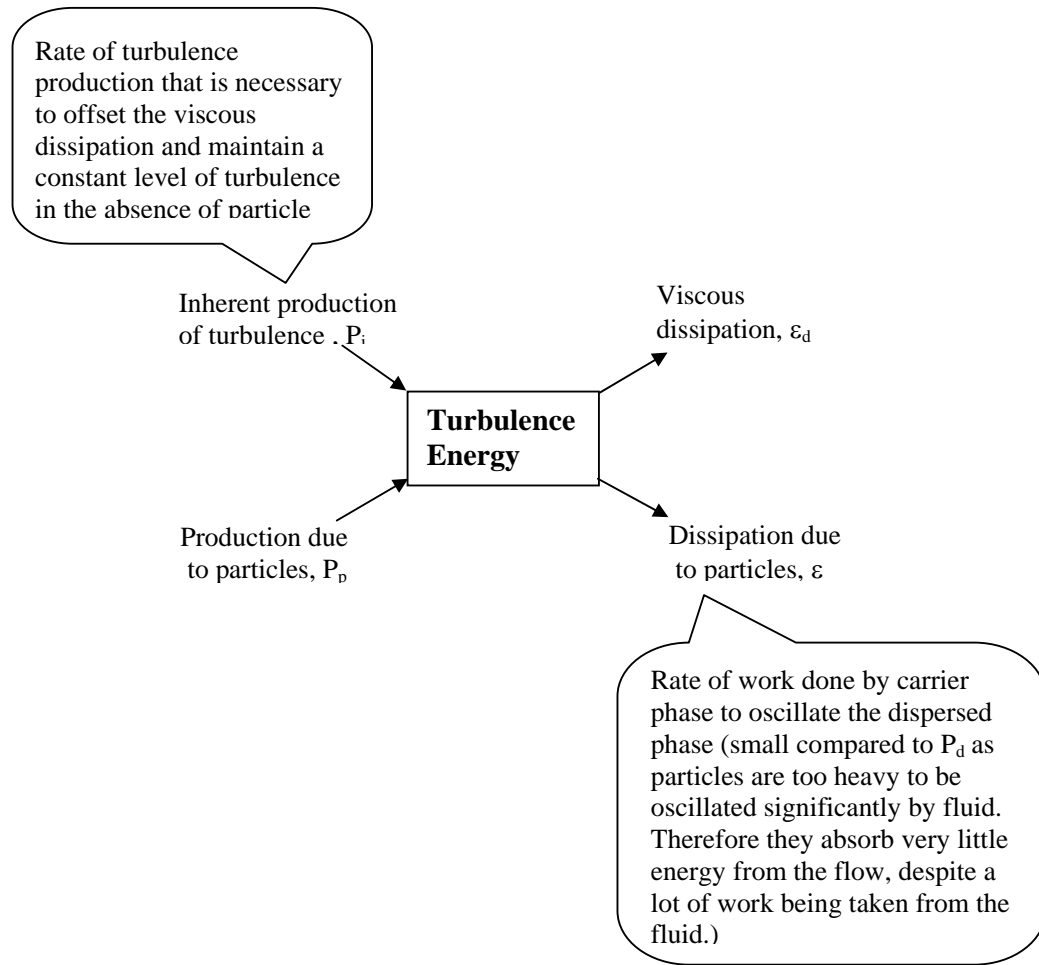 Rate of turbulence
production that is necessary
to offset the viscous
dissipation and maintain a
constant level of turbulence
in the absence of particle
Inherent production
of turbulence , Pi
Viscous
dissipation, εd
Turbulence
Energy
Production due
to particles, Pp
Dissipation due
to particles, ε
Rate of work done by carrier
phase to oscillate the dispersed
phase (small compared to Pd as
particles are too heavy to be
oscillated significantly by fluid.
Therefore they absorb very little
energy from the flow, despite a
lot of work being taken from the
fluid.)